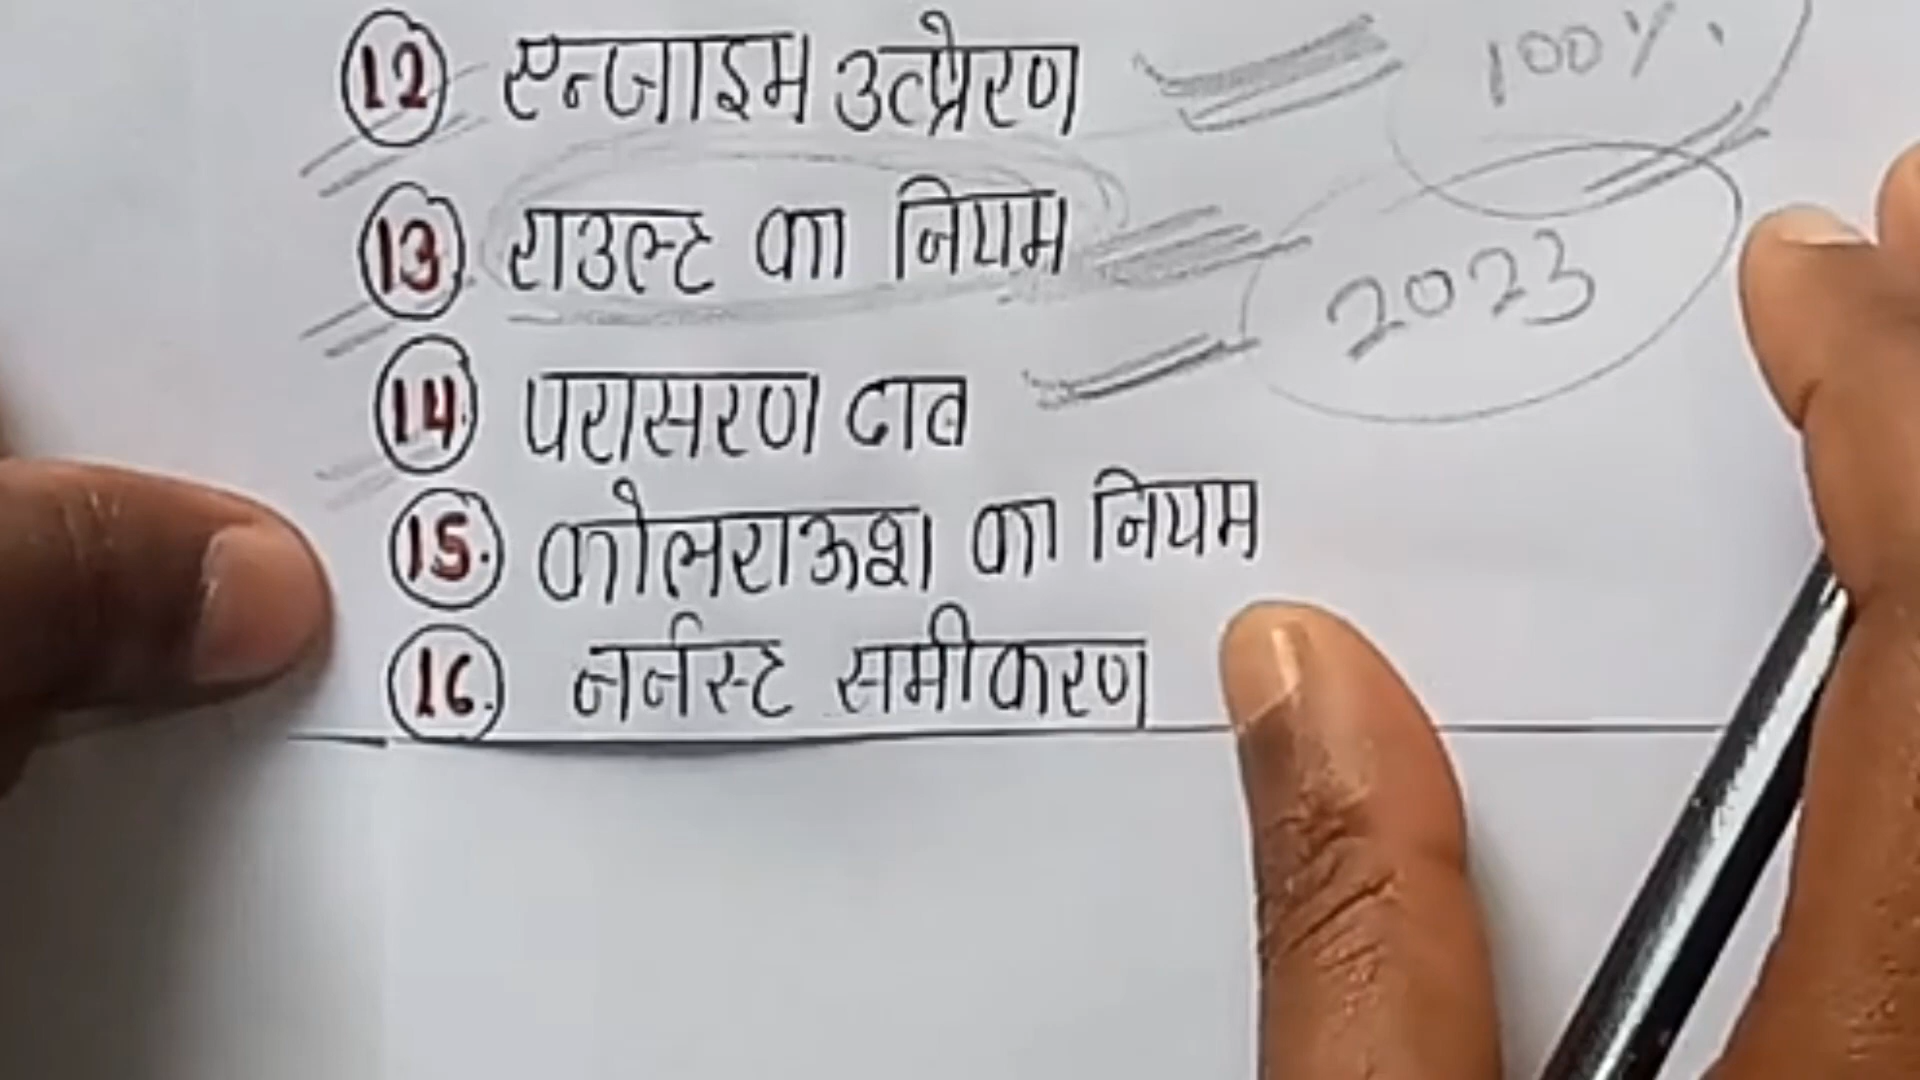 12 एन्जाइम उत्प्रेरण 100%.
13 राउल्ट का नियम 2023
14. परासरण दाब
15. कोलराऊश का नियम
16. नर्नस्ट समीकरण